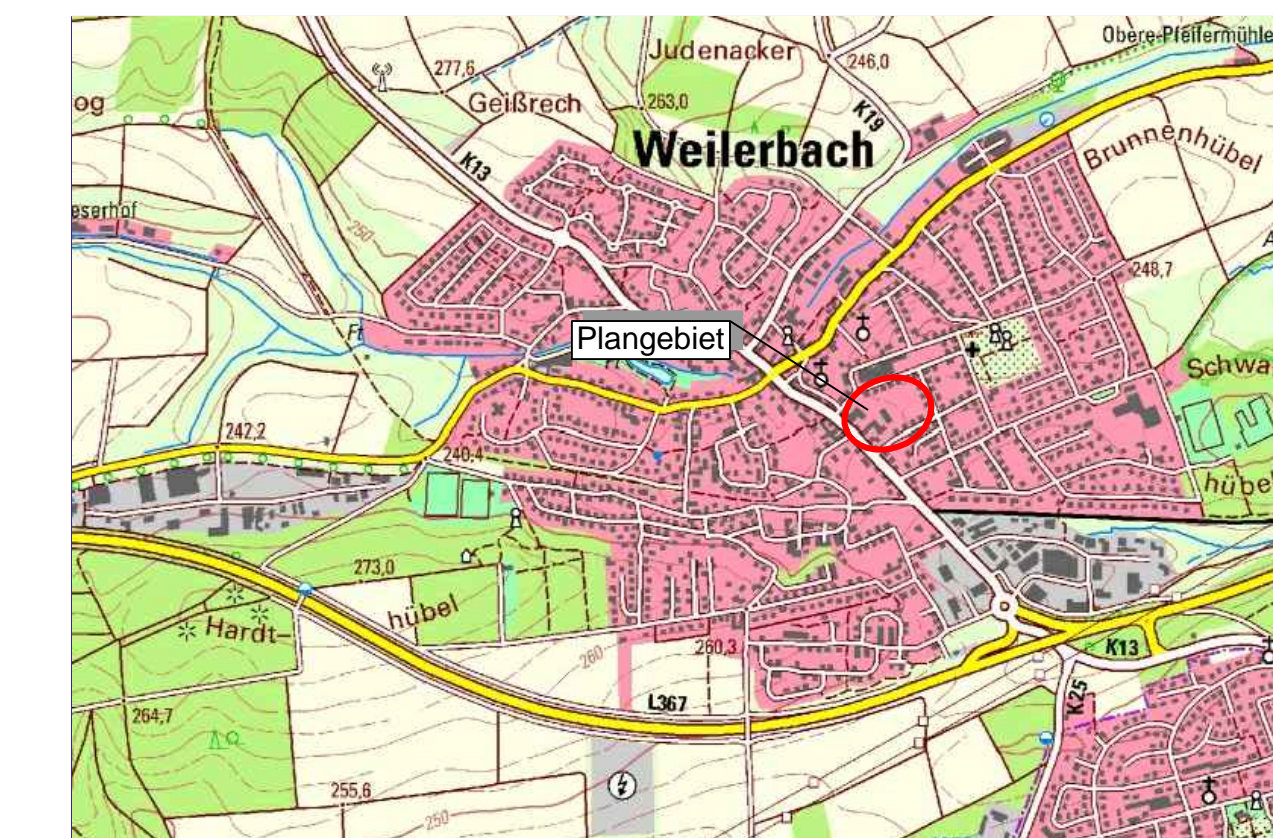 Obere-Pfeifermühle
Judenacker
246,0
277,6
og
Geißrech
263,0
K19
Weilerbach
Brunnenhübel
K13
eserhof
250
248,7
Ft
Plangebiet
Schwa
242,2
240,4
hübe
273,0
hübel
Hardt-
260
260,3
K13
L367
K25
264,7
255,6
250